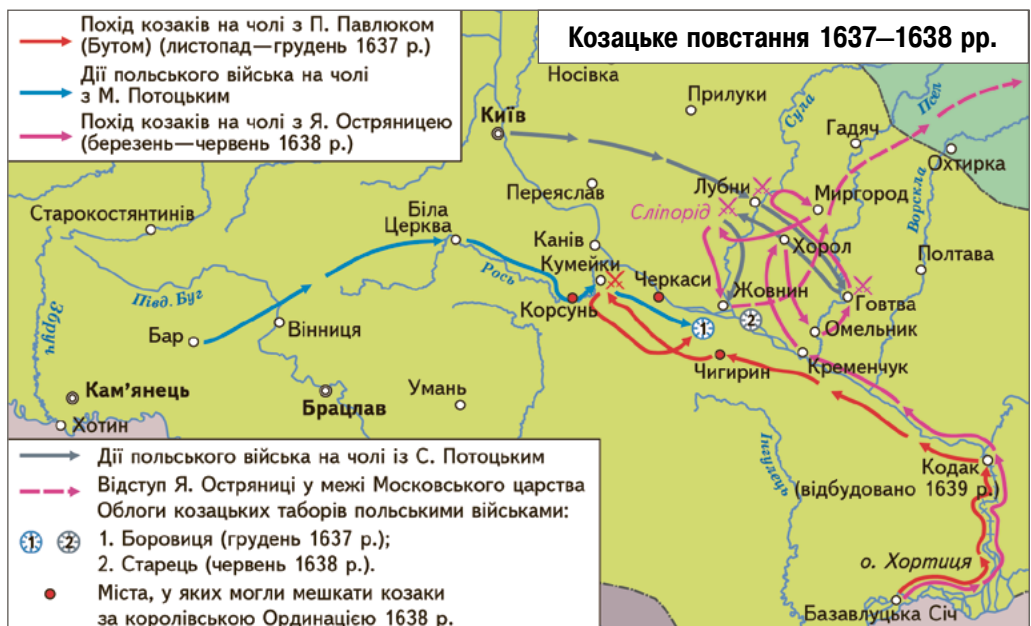 Похід козаків на чолі з П. Павлюком
(Бутом) (листопад—грудень 1637 р.)
Дії польського війська на чолі
з М. Потоцьким
Похід козаків на чолі з Я. Остряницею
(березень—червень 1638 р.)
Козацьке повстання 1637—1638 рр.
Носівка
Прилуки
Сула
Псел
Київ
Гадяч
Охтирка
Переяслав
Лубни
Миргород
Ворскла
Старокостянтинів
Біла
Церква
Сліпорід
Канів
Хорол
Полтава
Рось
Кумейки
Черкаси
Жовнин
Говтва
Збруч
Півд. Буг
Корсунь
1
2
Омельник
Бар
Вінниця
Чигирин
Кременчук
Кам'янець
Брацлав
Умань
Хотин
Інгулець
Кодак
(відбудовано 1639 р.)
о. Хортиця
Базавлуцька Січ
Дії польського війська на чолі із С. Потоцьким
Відступ Я. Остряниці у межі Московського царства
Облоги козацьких таборів польськими військами:
1 2 1. Боровиця (грудень 1637 р.);
2. Старець (червень 1638 р.).
Міста, у яких могли мешкати козаки
за королівською Ординацією 1638 р.